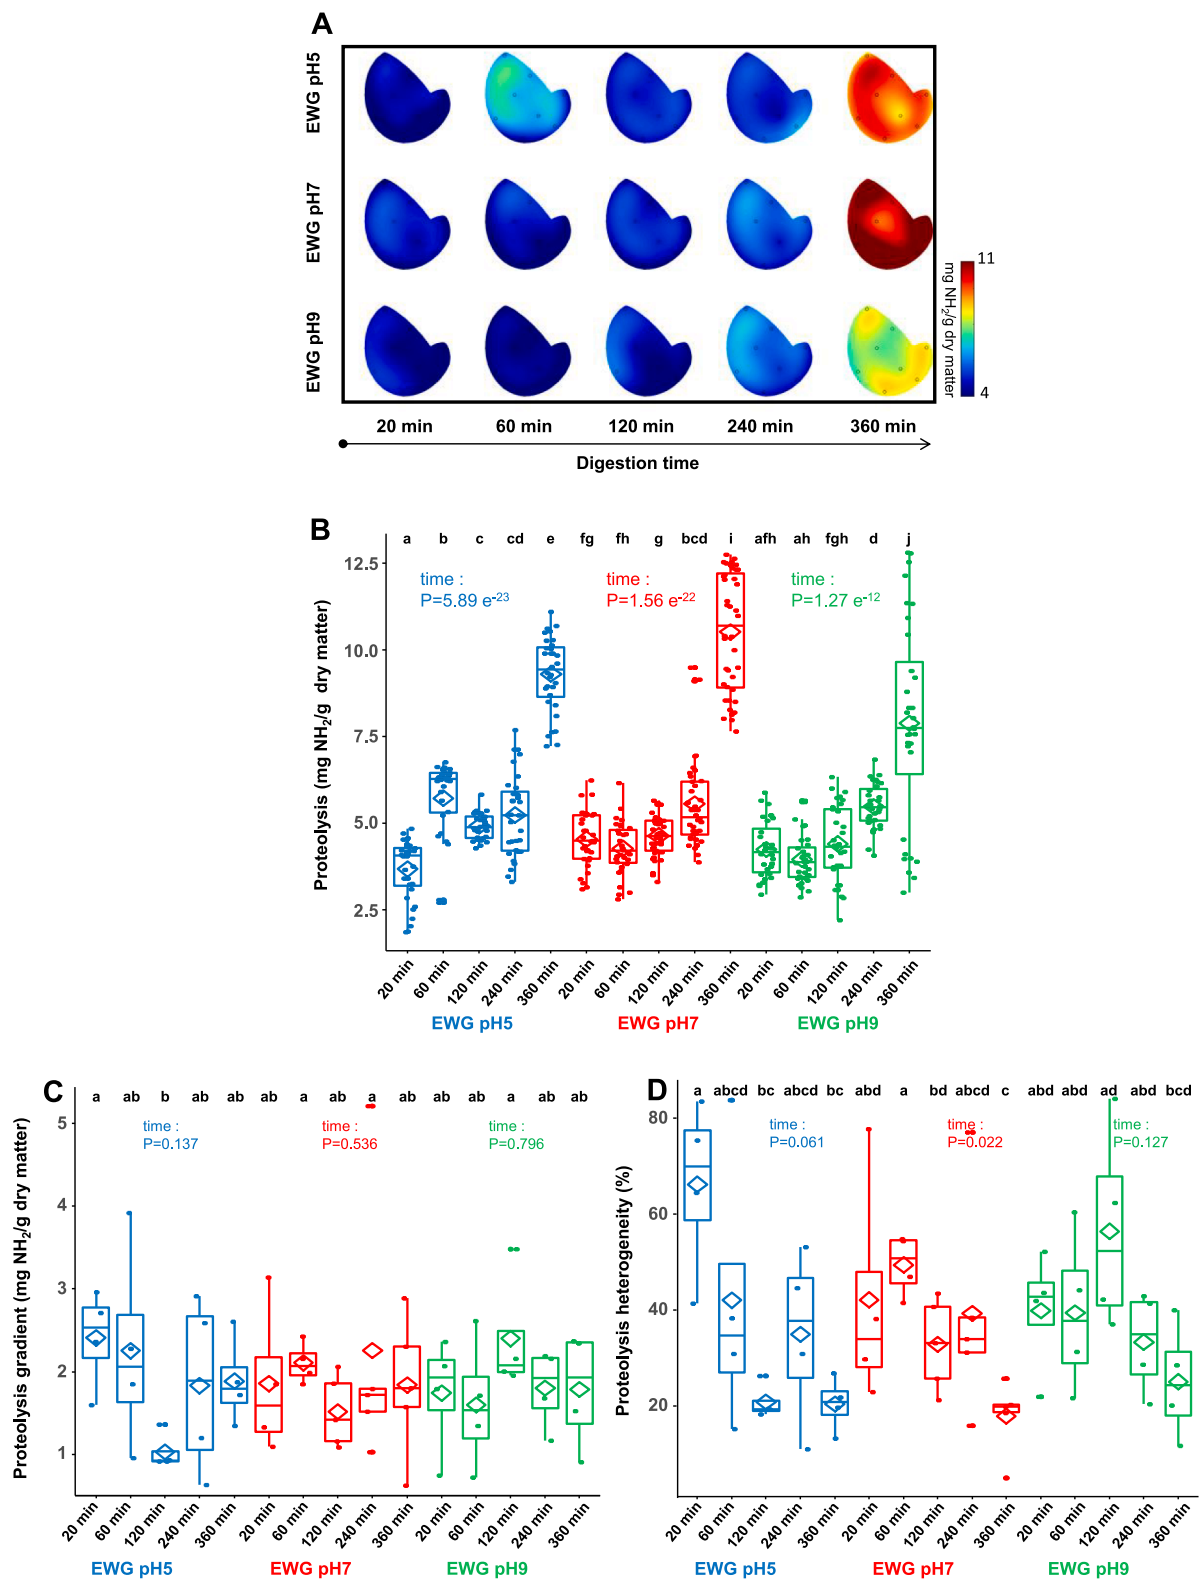 A
EWG pH5
EWG pH7
EWG pH9
11
mg NH2/g dry matter
4
20 min 60 min 120 min 240 min 360 min
Digestion time
B
a b c cd e fg fh g bcd i afh ah fgh d j
time :
P=5.89 e-23
time :
P=1.56 e-22
time :
P=1.27 e-12
Proteolysis (mg NH2/g dry matter)
12.5
10.0
7.5
5.0
2.5
20 min 60 min 120 min 240 min 360 min 20 min 60 min 120 min 240 min 360 min 20 min 60 min 120 min 240 min 360 min
EWG pH5 EWG pH7 EWG pH9
C
a ab b ab ab ab a ab a ab ab ab a ab ab
time :
P=0.137
time :
P=0.536
time :
P=0.796
Proteolysis gradient (mg NH2/g dry matter)
5
4
3
2
1
20 min 60 min 120 min 240 min 360 min 20 min 60 min 120 min 240 min 360 min 20 min 60 min 120 min 240 min 360 min
EWG pH5 EWG pH7 EWG pH9
D
a abcd bc abcd bc abd a bd abcd c abd abd ad abd bcd
time :
P=0.061
time :
P=0.022
time :
P=0.127
Proteolysis heterogeneity (%)
80
60
40
20
20 min 60 min 120 min 240 min 360 min 20 min 60 min 120 min 240 min 360 min 20 min 60 min 120 min 240 min 360 min
EWG pH5 EWG pH7 EWG pH9